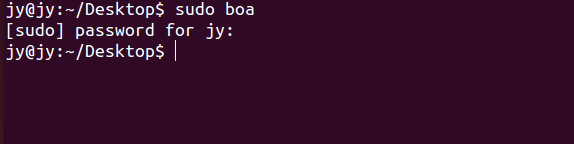 jy@jy:~/Desktop$ sudo boa
[sudo] password for jy:
jy@jy:~/Desktop$